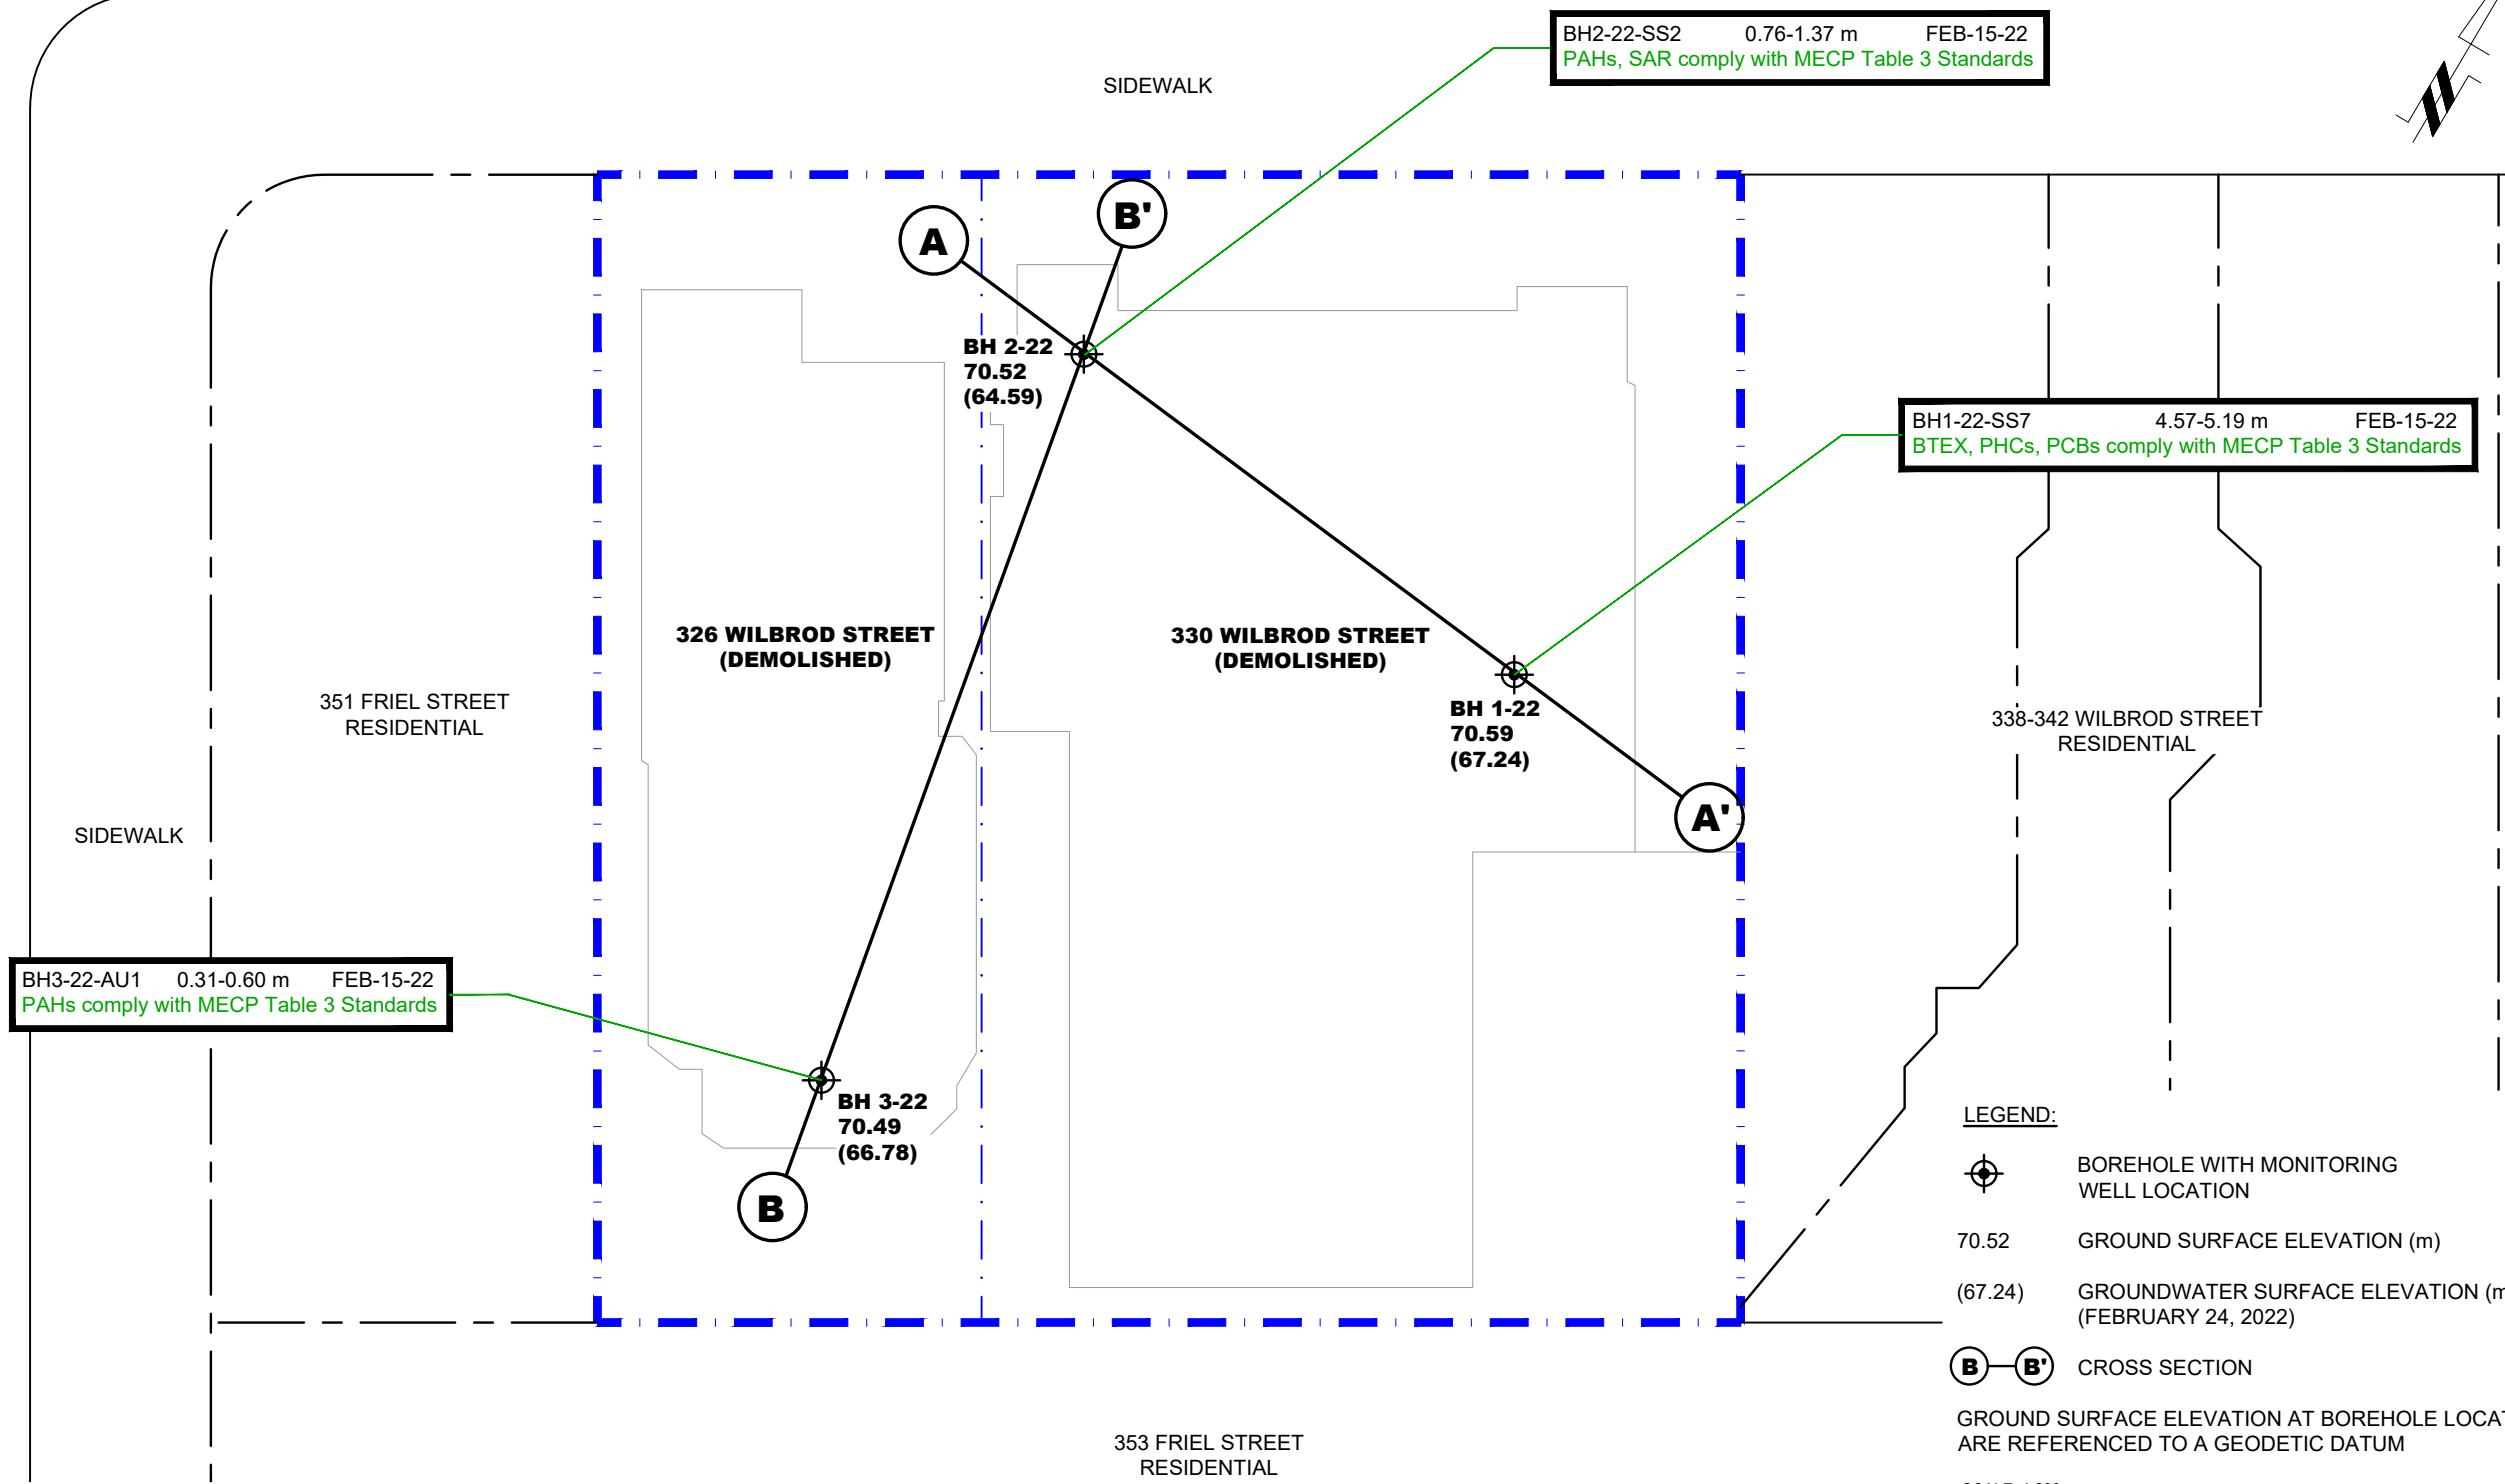 BH2-22-SS2 0.76-1.37 m FEB-15-22
PAHs, SAR comply with MECP Table 3 Standards
SIDEWALK
A
B'
BH 2-22
70.52
(64.59)
BH1-22-SS7 4.57-5.19 m FEB-15-22
BTEX, PHCs, PCBs comply with MECP Table 3 Standards
326 WILBROD STREET
(DEMOLISHED)
330 WILBROD STREET
(DEMOLISHED)
351 FRIEL STREET
RESIDENTIAL
BH 1-22
70.59
(67.24)
338-342 WILBROD STREET
RESIDENTIAL
A'
SIDEWALK
BH3-22-AU1 0.31-0.60 m FEB-15-22
PAHs comply with MECP Table 3 Standards
BH 3-22
70.49
(66.78)
B
LEGEND:
BOREHOLE WITH MONITORING
WELL LOCATION
70.52 GROUND SURFACE ELEVATION (m)
(67.24) GROUNDWATER SURFACE ELEVATION (m
(FEBRUARY 24, 2022)
B B' CROSS SECTION
GROUND SURFACE ELEVATION AT BOREHOLE LOCAT
ARE REFERENCED TO A GEODETIC DATUM
353 FRIEL STREET
RESIDENTIAL